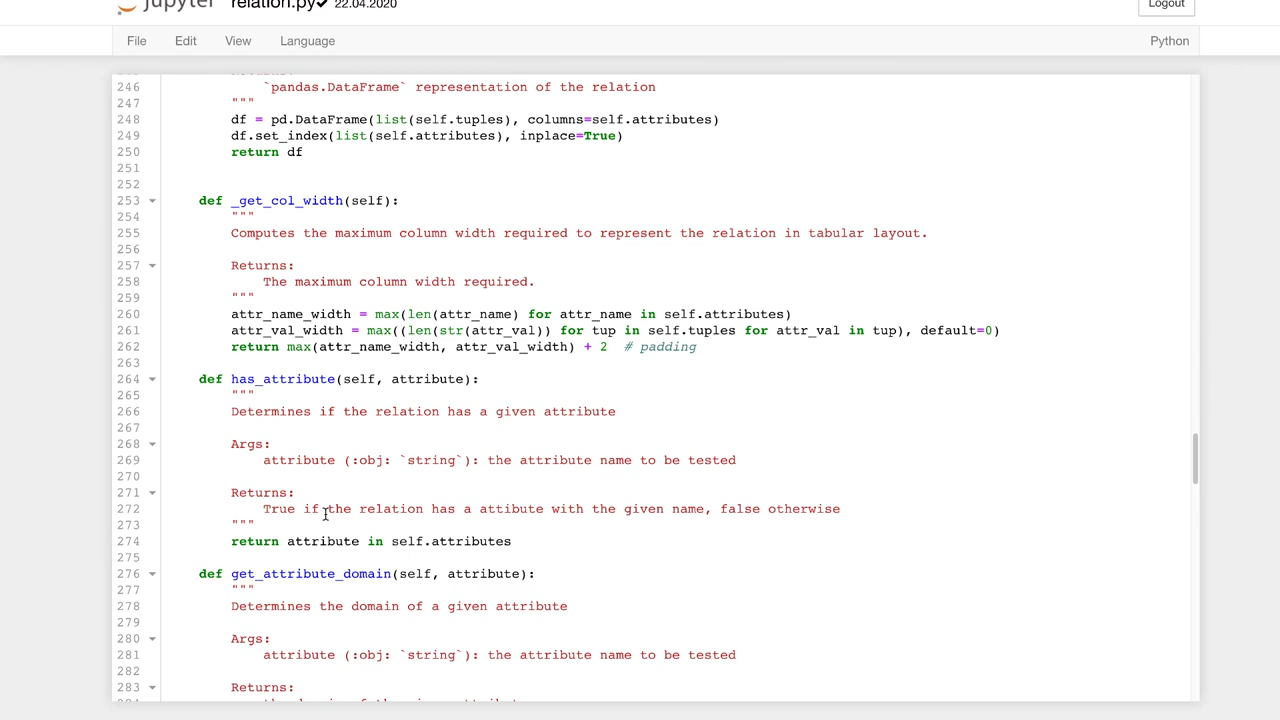 jupyter relation.py✔ 22.04.2020 Logout
File Edit View Language Python
246 `pandas.DataFrame` representation of the relation
247 """
248 df = pd.DataFrame(list(self.tuples), columns=self.attributes)
249 df.set_index(list(self.attributes), inplace=True)
250 return df
251
252
253 def _get_col_width(self):
254 """
255 Computes the maximum column width required to represent the relation in tabular layout.
256
257 Returns:
258 The maximum column width required.
259 """
260 attr_name_width = max(len(attr_name) for attr_name in self.attributes)
261 attr_val_width = max((len(str(attr_val)) for tup in self.tuples for attr_val in tup), default=0)
262 return max(attr_name_width, attr_val_width) + 2 # padding
263
264 def has_attribute(self, attribute):
265 """
266 Determines if the relation has a given attribute
267
268 Args:
269 attribute (:obj: `string`): the attribute name to be tested
270
271 Returns:
272 True if the relation has a attibute with the given name, false otherwise
273 """
274 return attribute in self.attributes
275
276 def get_attribute_domain(self, attribute):
277 """
278 Determines the domain of a given attribute
279
280 Args:
281 attribute (:obj: `string`): the attribute name to be tested
282
283 Returns: